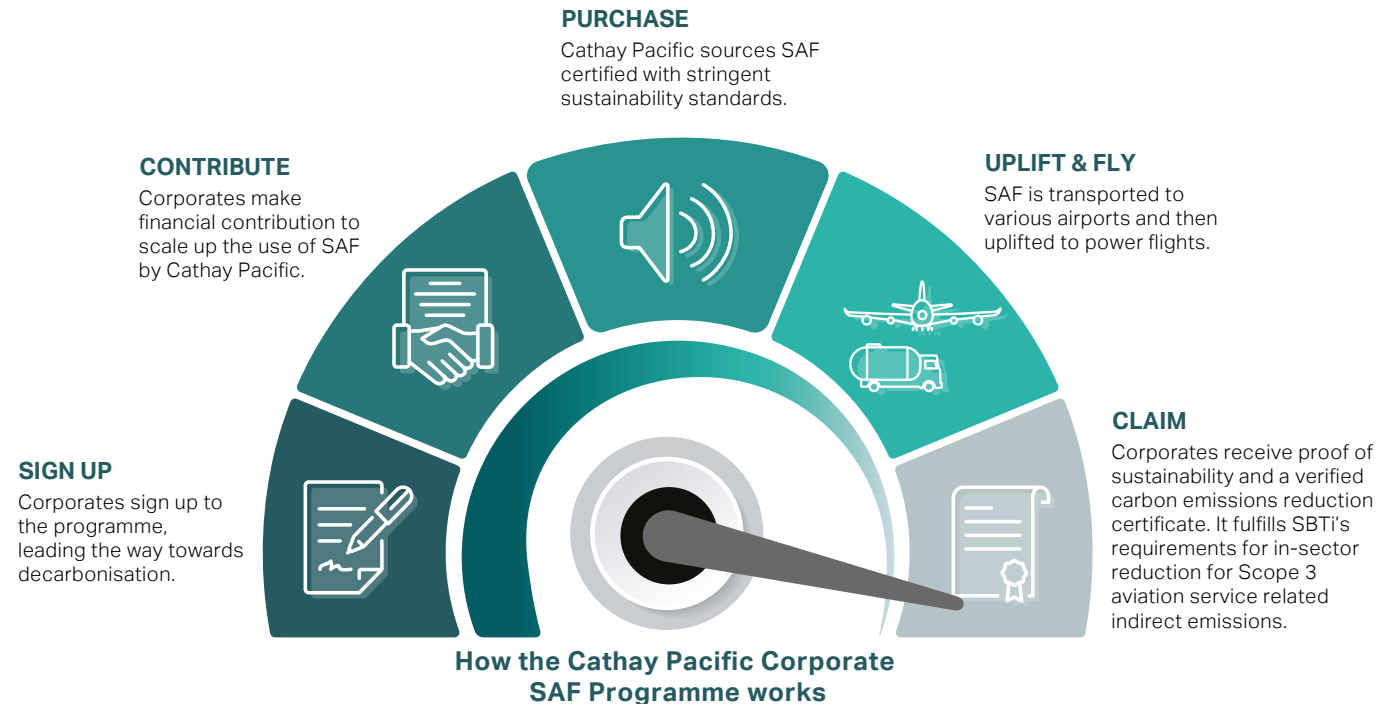 PURCHASE
Cathay Pacific sources SAF
certified with stringent
sustainability standards.
CONTRIBUTE
Corporates make
financial contribution to
scale up the use of SAF
by Cathay Pacific.
UPLIFT & FLY
SAF is transported to
various airports and then
uplifted to power flights.
SIGN UP
Corporates sign up to
the programme,
leading the way towards
decarbonisation.
CLAIM
Corporates receive proof of
sustainability and a verified
carbon emissions reduction
certificate. It fulfills SBTi's
requirements for in-sector
reduction for Scope 3
aviation service related
indirect emissions.
How the Cathay Pacific Corporate
SAF Programme works